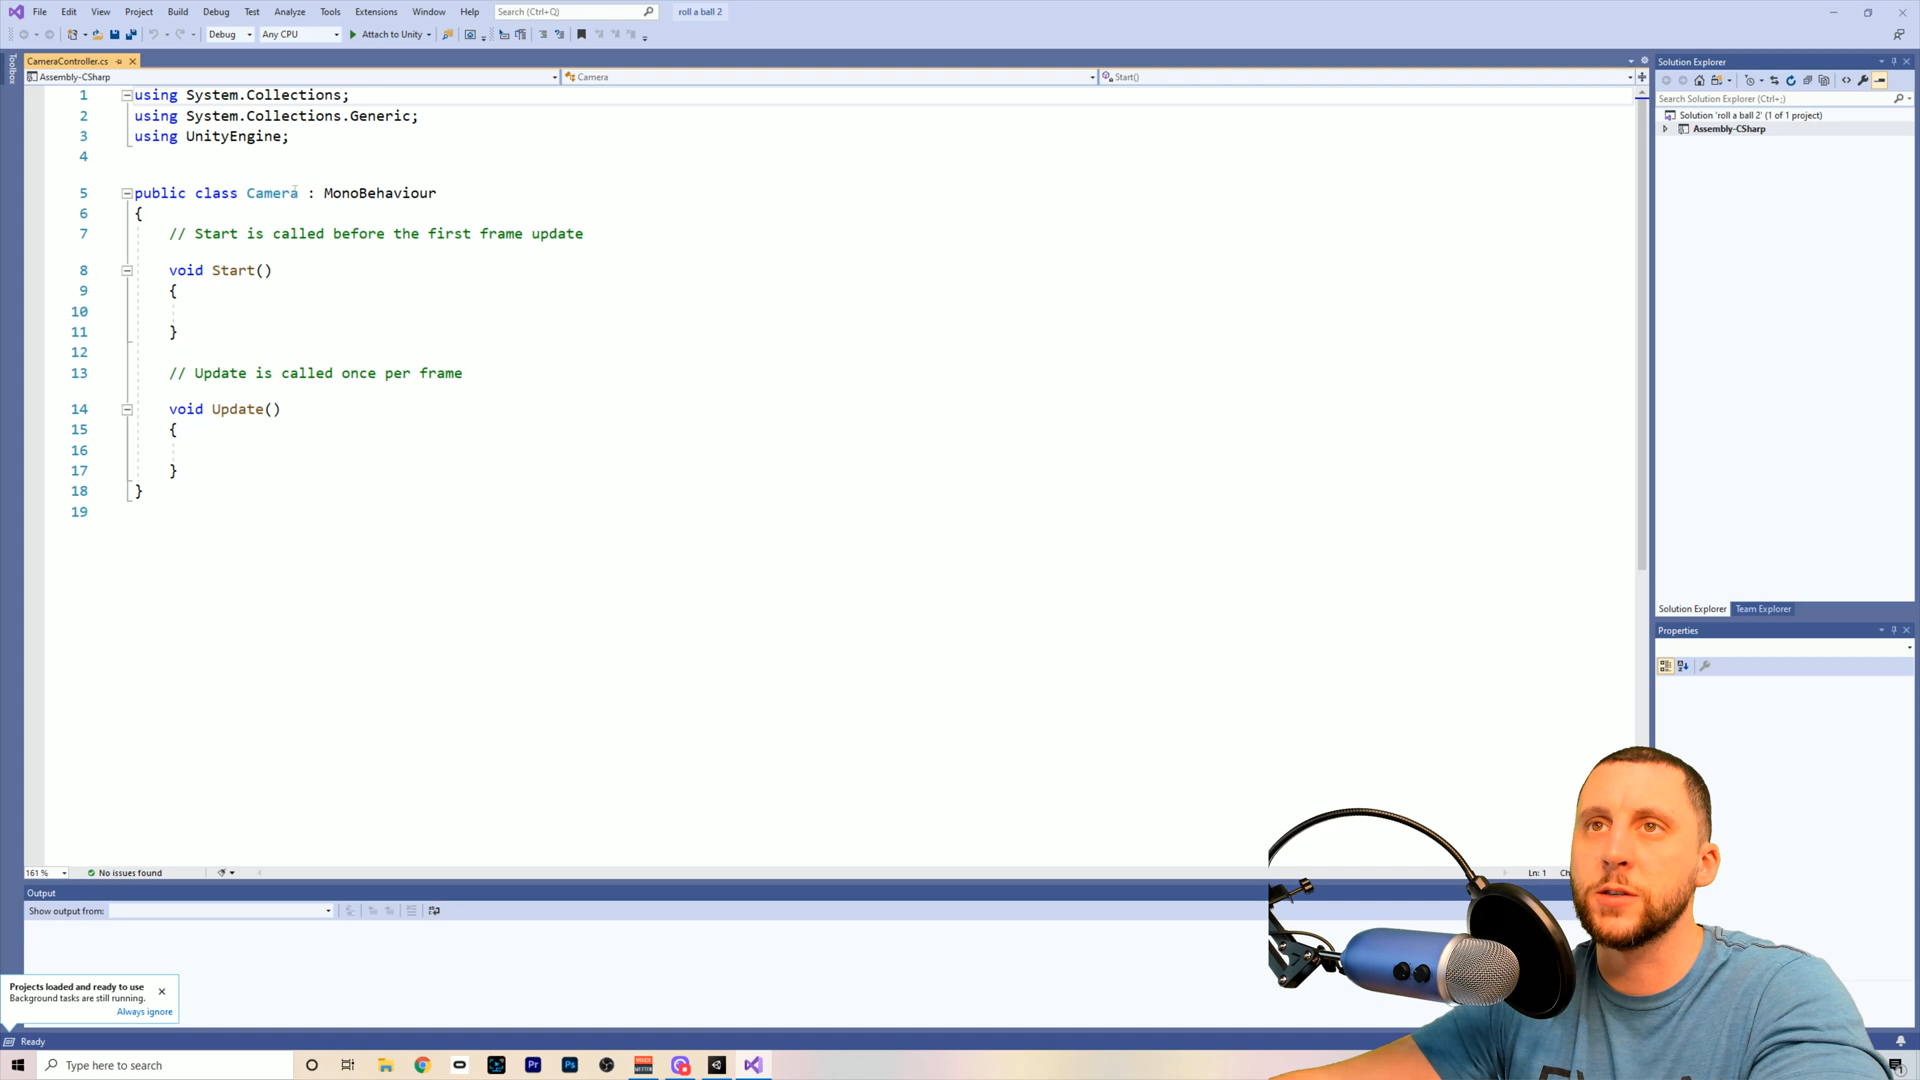 File Edit View Project Build Debug Test Analyze Tools Extensions Window Help Search (Ctrl+Q) roll a ball 2
Debug Any CPU Attach to Unity
Toolbox
CameraController.cs
Assembly-CSharp Camera Start()
1 using System.Collections;
2 using System.Collections.Generic;
3 using UnityEngine;
4
5 public class Camera : MonoBehaviour
6 {
7 // Start is called before the first frame update
8 void Start()
9 {
10
11 }
12
13 // Update is called once per frame
14 void Update()
15 {
16
17 }
18 }
19
Solution Explorer
Search Solution Explorer (Ctrl+;)
Solution 'roll a ball 2' (1 of 1 project)
Assembly-CSharp
Solution Explorer Team Explorer
Properties
161 % No issues found Ln: 1
Output
Show output from:
Projects loaded and ready to use
Background tasks are still running.
Always ignore
Ready
Type here to search
Pr Ps